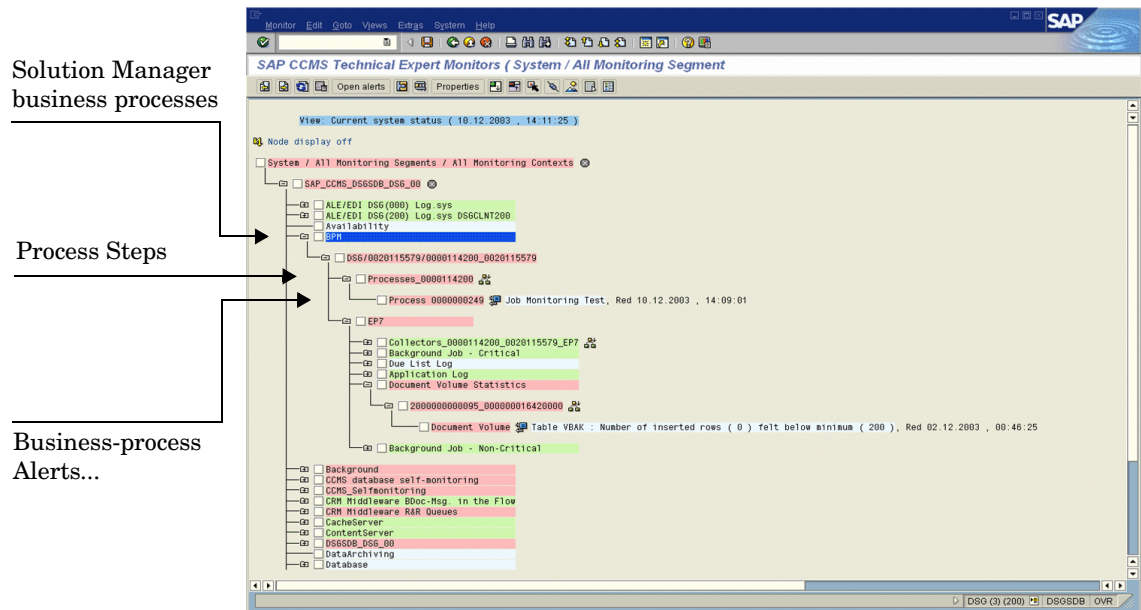 Monitor Edit Goto Views Extras System Help
SAP
SAP CCMS Technical Expert Monitors ( System / All Monitoring Segment
Open alerts Properties
Solution Manager
business processes
Process Steps
Business-process
Alerts...
View: Current system status ( 10.12.2003 , 14:11:25 )
Node display off
System / All Monitoring Segments / All Monitoring Contexts
SAP_CCMS_DSGSDB_DSG_00
ALE/EDI DSG(000) Log.sys
ALE/EDI DSG(200) Log.sys DSGCLNT200
Availability
BPM
DSG/0020115579/0000114200_0020115579
Processes_0000114200
Process 0000000249 Job Monitoring Test, Red 10.12.2003 , 14:09:01
EP7
Collectors_0000114200_0020115579_EP7
Background Job - Critical
Due List Log
Application Log
Document Volume Statistics
2000000000095_000000016420000
Document Volume Table VBAK : Number of inserted rows ( 0 ) felt below minimum ( 200 ), Red 02.12.2003 , 00:46:25
Background Job - Non-Critical
Background
CCMS database self-monitoring
CCMS_Selfmonitoring
CRM Middleware BDoc-Msg. in the Flow
CRM Middleware R&R Queues
CacheServer
ContentServer
DSGSDB_DSG_00
DataArchiving
Database
DSG (3) (200) DSGSDB OVR